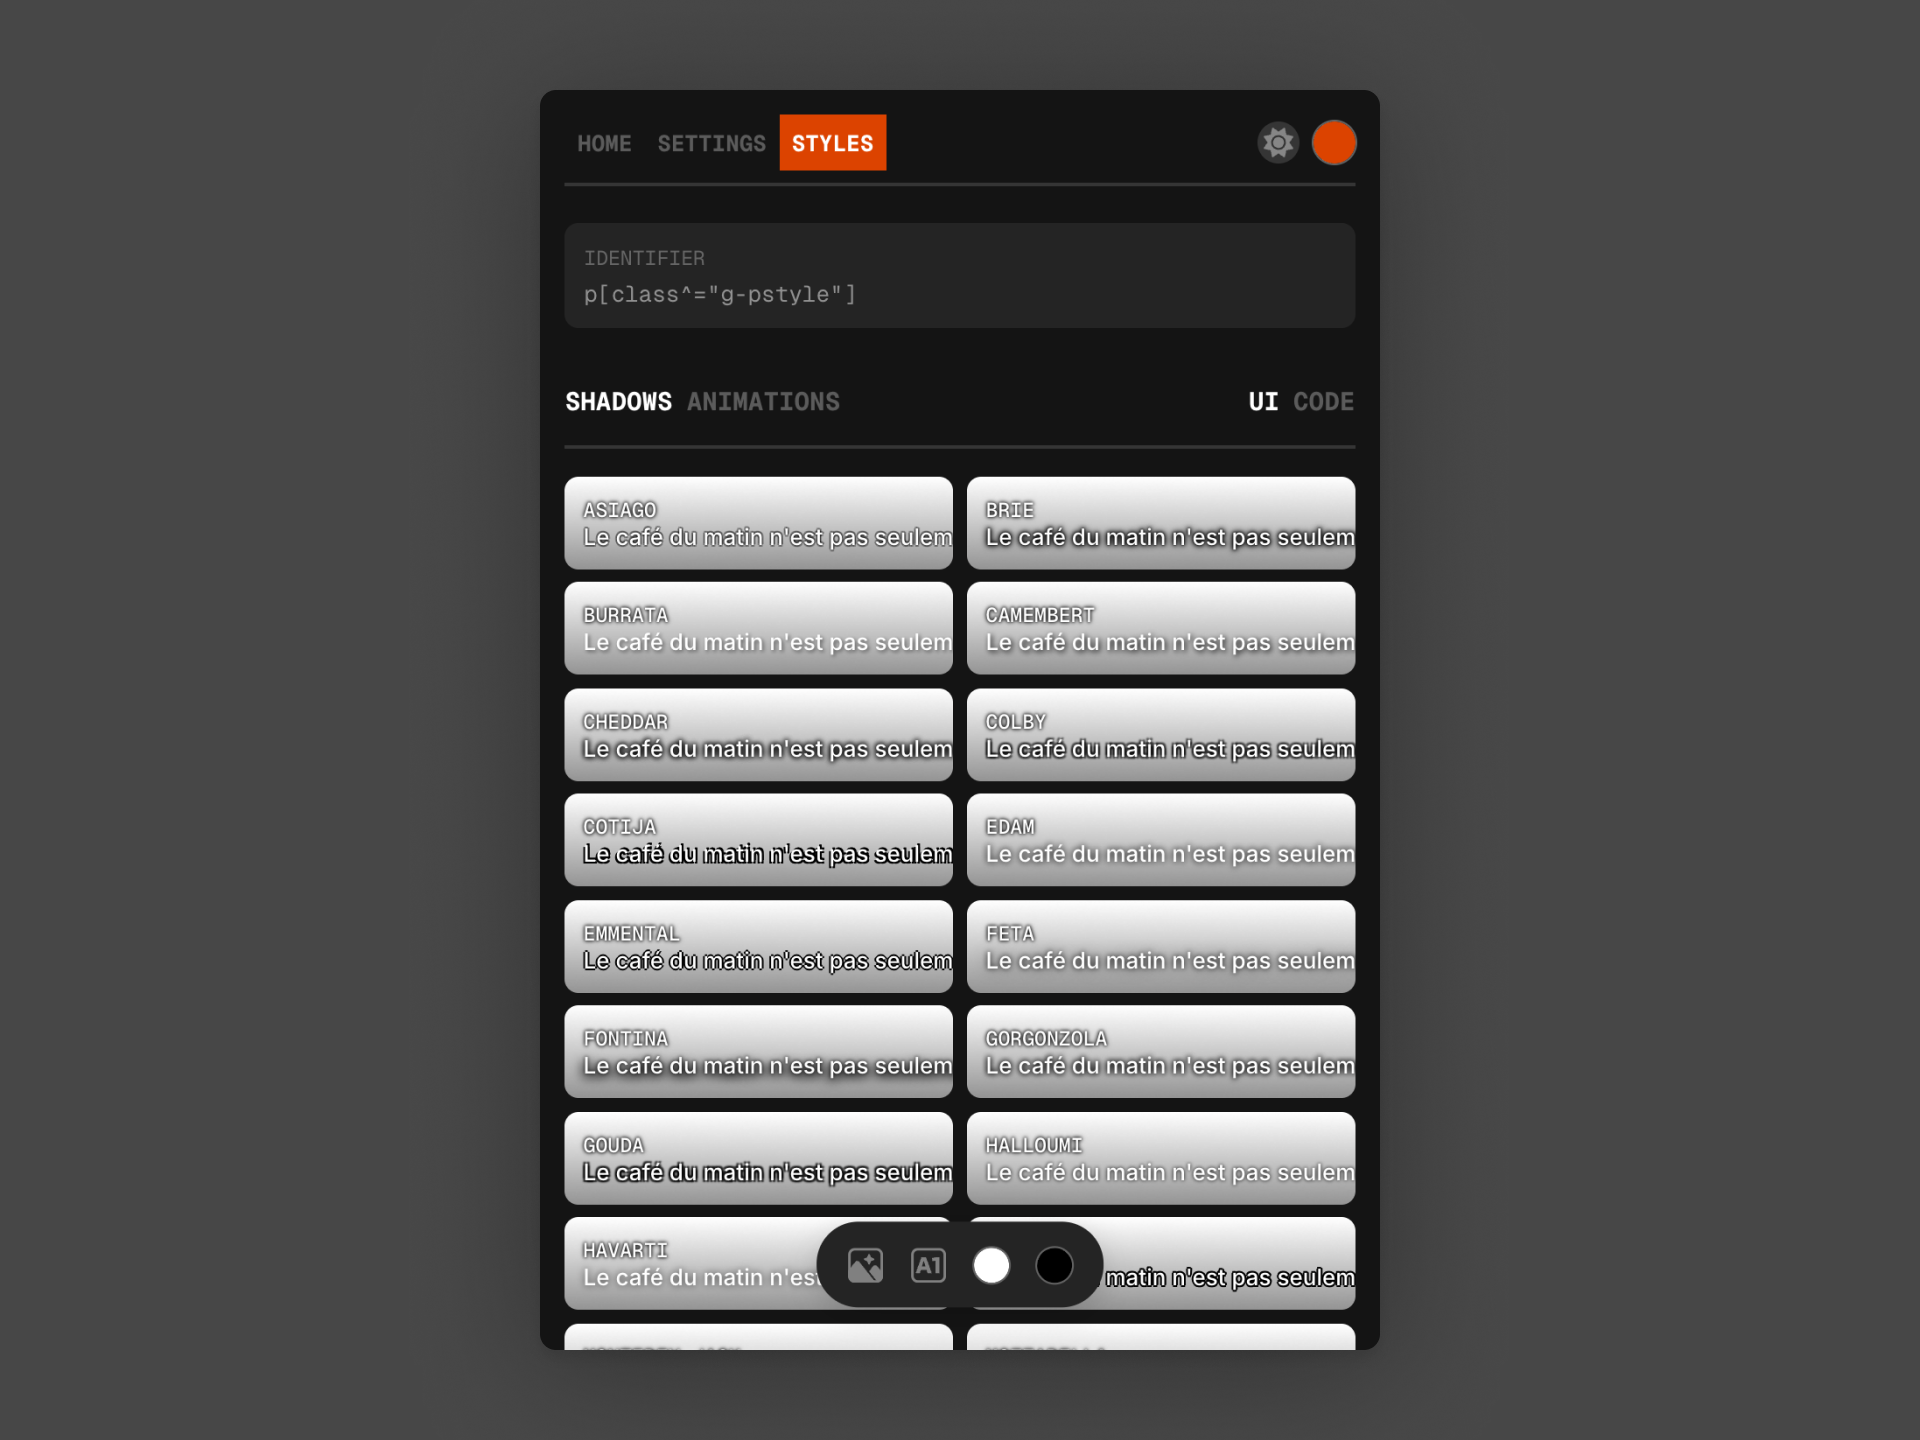 HOME SETTINGS STYLES
IDENTIFIER
p[class^="g-pstyle"]
SHADOWS ANIMATIONS UI CODE
ASIAGO
Le café du matin n'est pas seulem
BRIE
Le café du matin n'est pas seulem
BURRATA
Le café du matin n'est pas seulem
CAMEMBERT
Le café du matin n'est pas seulem
CHEDDAR
Le café du matin n'est pas seulem
COLBY
Le café du matin n'est pas seulem
COTIJA
Le café du matin n'est pas seulem
EDAM
Le café du matin n'est pas seulem
EMMENTAL
Le café du matin n'est pas seulem
FETA
Le café du matin n'est pas seulem
FONTINA
Le café du matin n'est pas seulem
GORGONZOLA
Le café du matin n'est pas seulem
GOUDA
Le café du matin n'est pas seulem
HALLOUMI
Le café du matin n'est pas seulem
HAVARTI
Le café du matin n'est
matin n'est pas seulem
A1